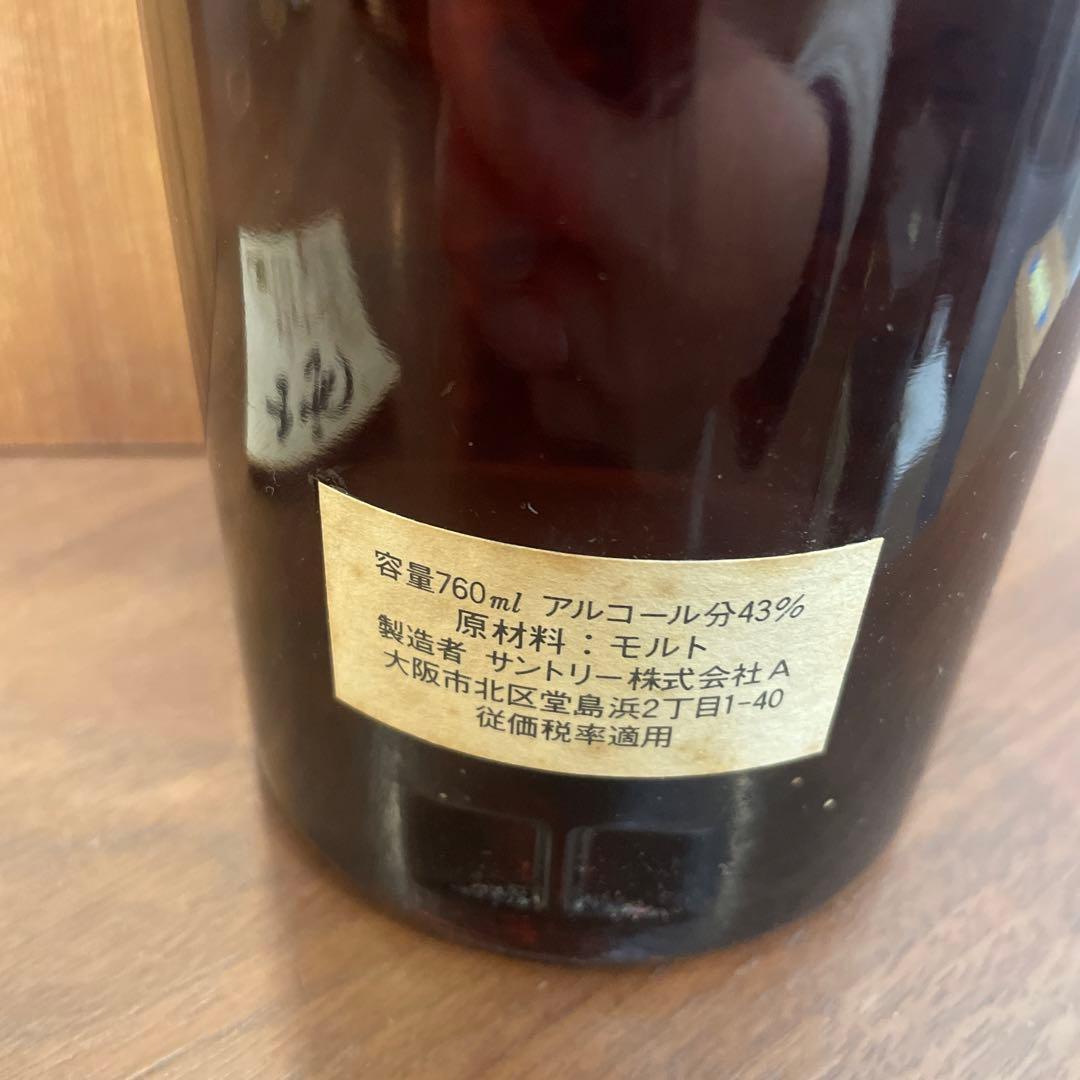 容量760ml アルコール分43%
原材料：モルト
製造者 サントリー株式会社A
大阪市北区堂島浜2丁目1-40
従価税率適用